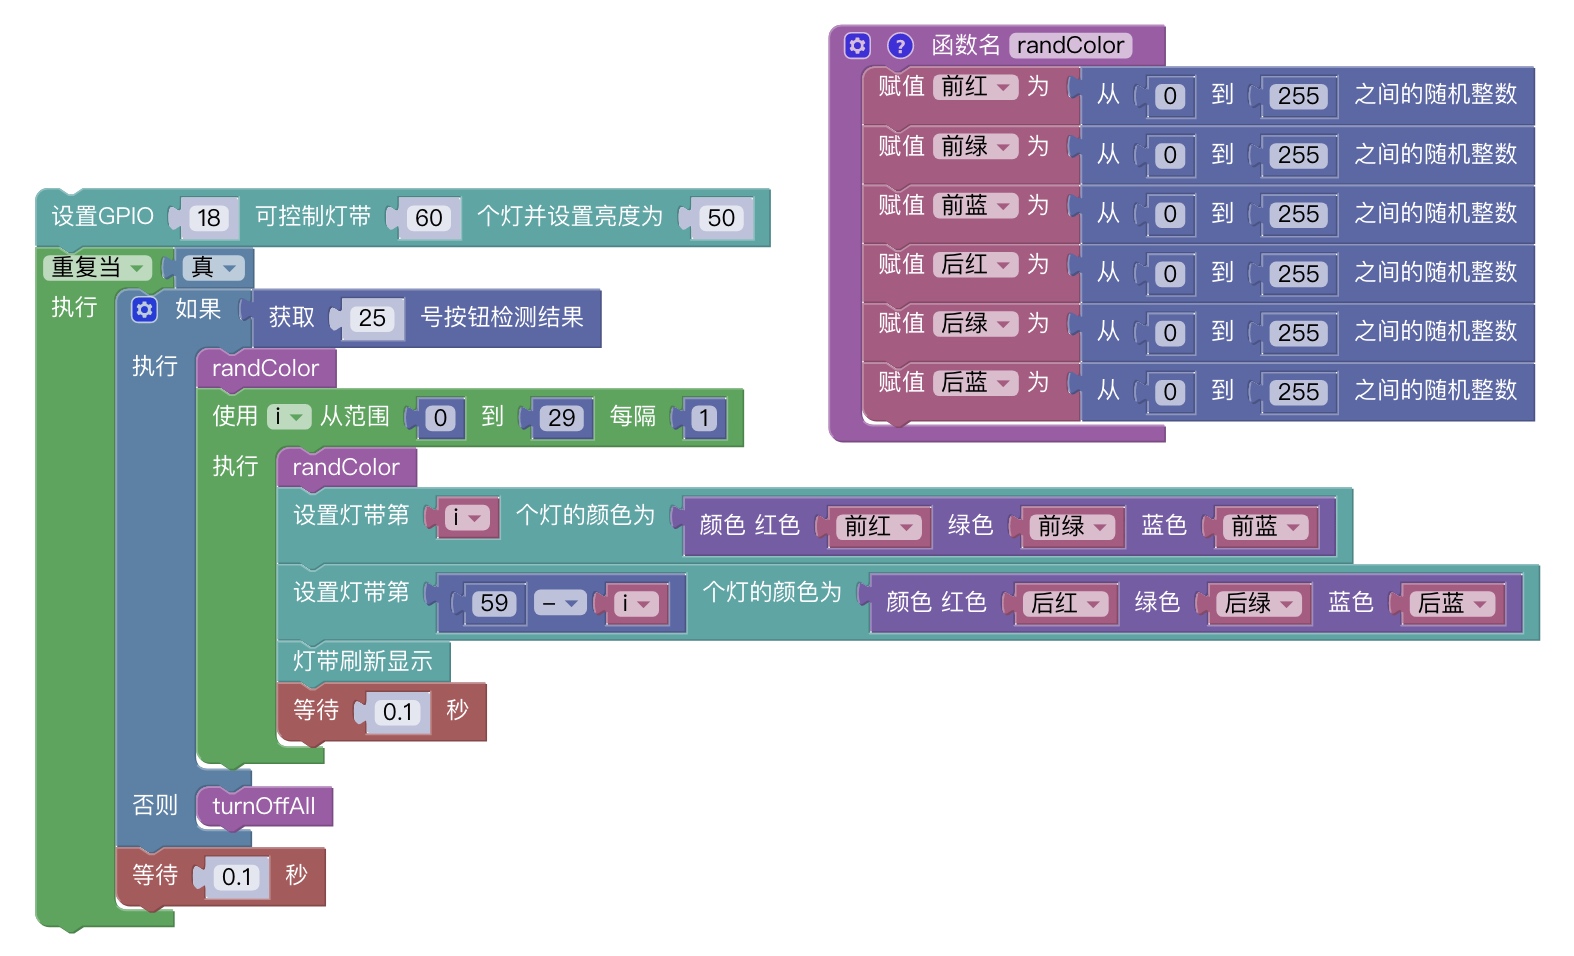 函数名 randColor
赋值 前红 为 从 0 到 255 之间的随机整数
赋值 前绿 为 从 0 到 255 之间的随机整数
赋值 前蓝 为 从 0 到 255 之间的随机整数
赋值 后红 为 从 0 到 255 之间的随机整数
赋值 后绿 为 从 0 到 255 之间的随机整数
赋值 后蓝 为 从 0 到 255 之间的随机整数
设置GPIO 18 可控制灯带 60 个灯并设置亮度为 50
重复当 真
执行 如果 获取 25 号按钮检测结果
执行 randColor
使用 i 从范围 0 到 29 每隔 1
执行 randColor
设置灯带第 i 个灯的颜色为 颜色 红色 前红 绿色 前绿 蓝色 前蓝
设置灯带第 59 - i 个灯的颜色为 颜色 红色 后红 绿色 后绿 蓝色 后蓝
灯带刷新显示
等待 0.1 秒
否则 turnOffAll
等待 0.1 秒